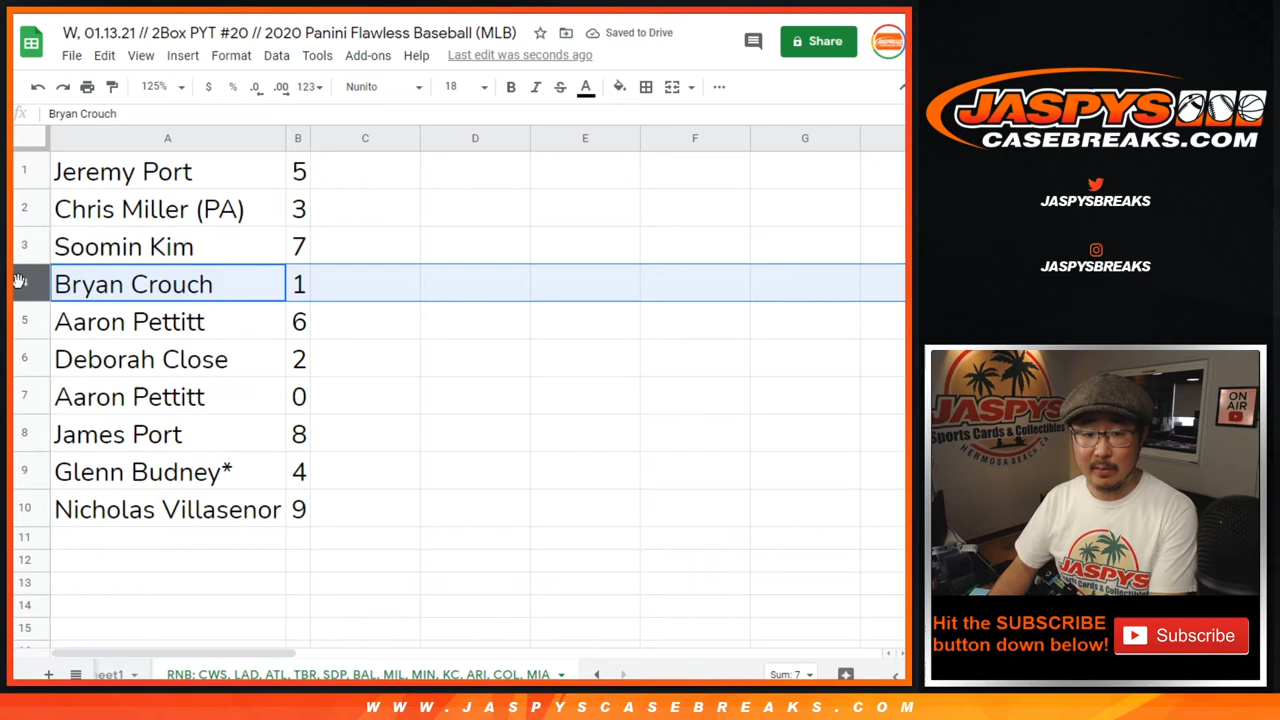 W, 01.13.21 // 2Box PYT #20 // 2020 Panini Flawless Baseball (MLB)
Saved to Drive
Share
File Edit View Insert Format Data Tools Add-ons Help Last edit was seconds ago
125% $ % .0 .00 123 Nunito 18 B I S A
fx Bryan Crouch
A B C D E F G
1 Jeremy Port 5
2 Chris Miller (PA) 3
3 Soomin Kim 7
Bryan Crouch 1
5 Aaron Pettitt 6
6 Deborah Close 2
7 Aaron Pettitt 0
8 James Port 8
9 Glenn Budney* 4
10 Nicholas Villasenor 9
11
12
13
14
15
eet1 RNB: CWS, LAD, ATL, TBR, SDP, BAL, MIL, MIN, KC, ARI, COL, MIA
Sum: 7
JASPYS
CASEBREAKS.COM
JASPYSBREAKS
JASPYSBREAKS
JASPYS
Sports Cards & Collectibles
HERMOSA BEACH, CA
ON AIR
JASPYS
Hit the SUBSCRIBE
button down below!
Subscribe
WWW.JASPYSCASEBREAKS.COM